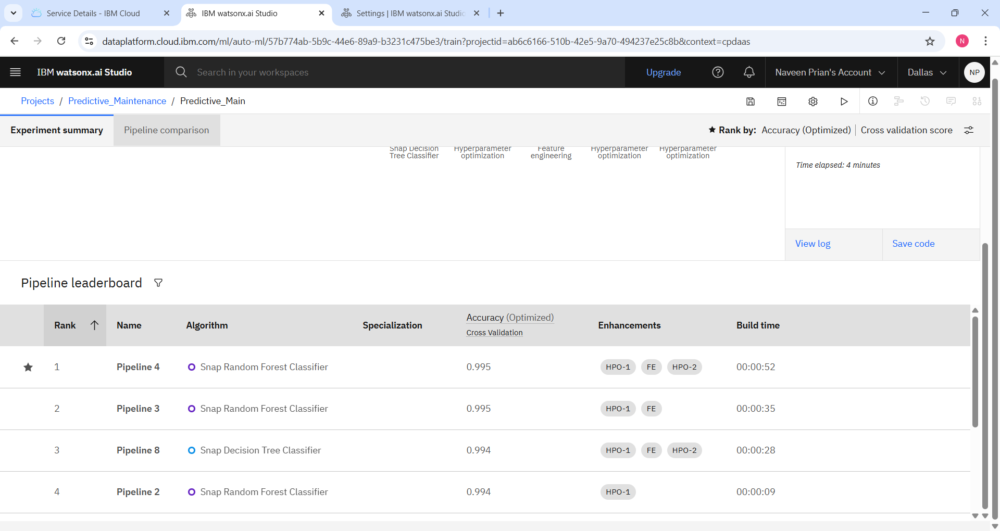 Service Details - IBM Cloud
IBM watsonx.ai Studio
Settings | IBM watsonx.ai Studio
dataplatform.cloud.ibm.com/ml/auto-ml/57b774ab-5b9c-44e6-89a9-b3231c475be3/train?projectid=ab6c6166-510b-42e5-9a70-494237e25c8b&context=cpdaas
N
IBM watsonx.ai Studio
Search in your workspaces
Upgrade
Naveen Prian's Account
Dallas
NP
Projects / Predictive_Maintenance / Predictive_Main
Experiment summary
Pipeline comparison
Rank by: Accuracy (Optimized) | Cross validation score
Snap Decision
Tree Classifier
Hyperparameter
optimization
Feature
engineering
Hyperparameter
optimization
Hyperparameter
optimization
Time elapsed: 4 minutes
View log
Save code
Pipeline leaderboard
Rank Name Algorithm Specialization Accuracy (Optimized) Enhancements Build time
Cross Validation
1 Pipeline 4 Snap Random Forest Classifier 0.995 HPO-1 FE HPO-2 00:00:52
2 Pipeline 3 Snap Random Forest Classifier 0.995 HPO-1 FE 00:00:35
3 Pipeline 8 Snap Decision Tree Classifier 0.994 HPO-1 FE HPO-2 00:00:28
4 Pipeline 2 Snap Random Forest Classifier 0.994 HPO-1 00:00:09